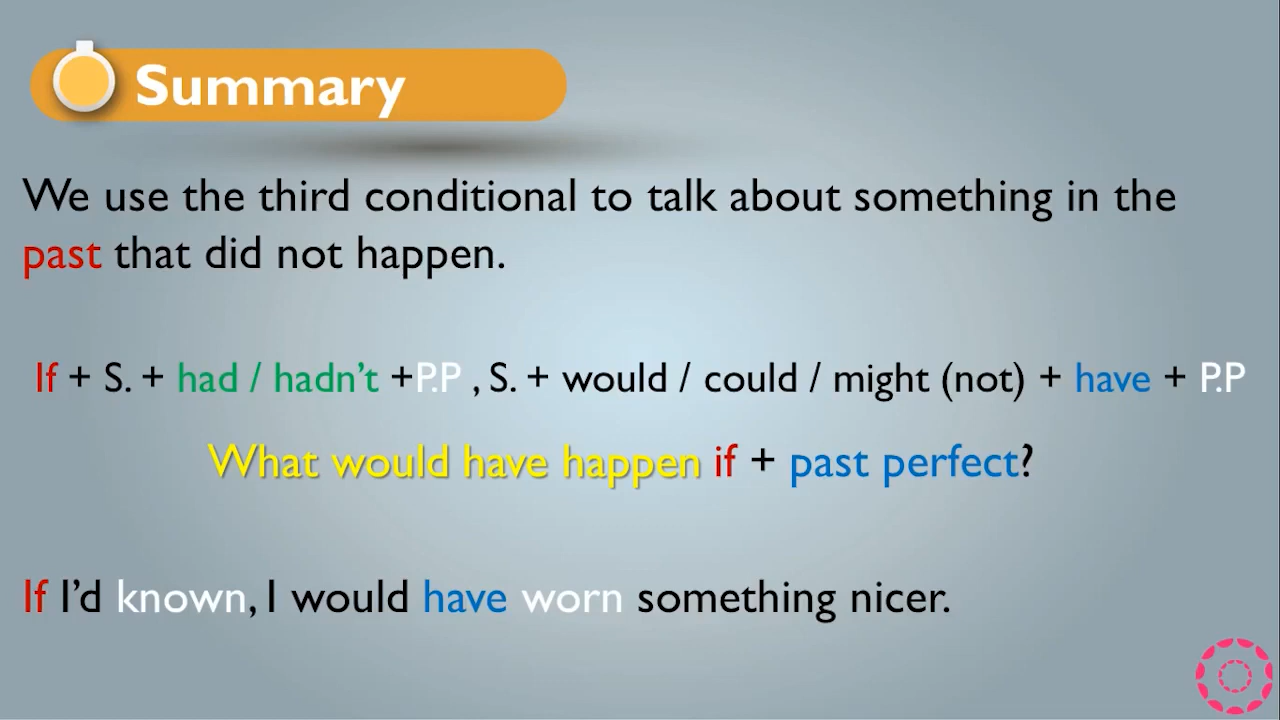 Summary
We use the third conditional to talk about something in the
past that did not happen.
If + S. + had / hadn’t +P.P , S. + would / could / might (not) + have + P.P
What would have happen if + past perfect?
If I’d known, I would have worn something nicer.